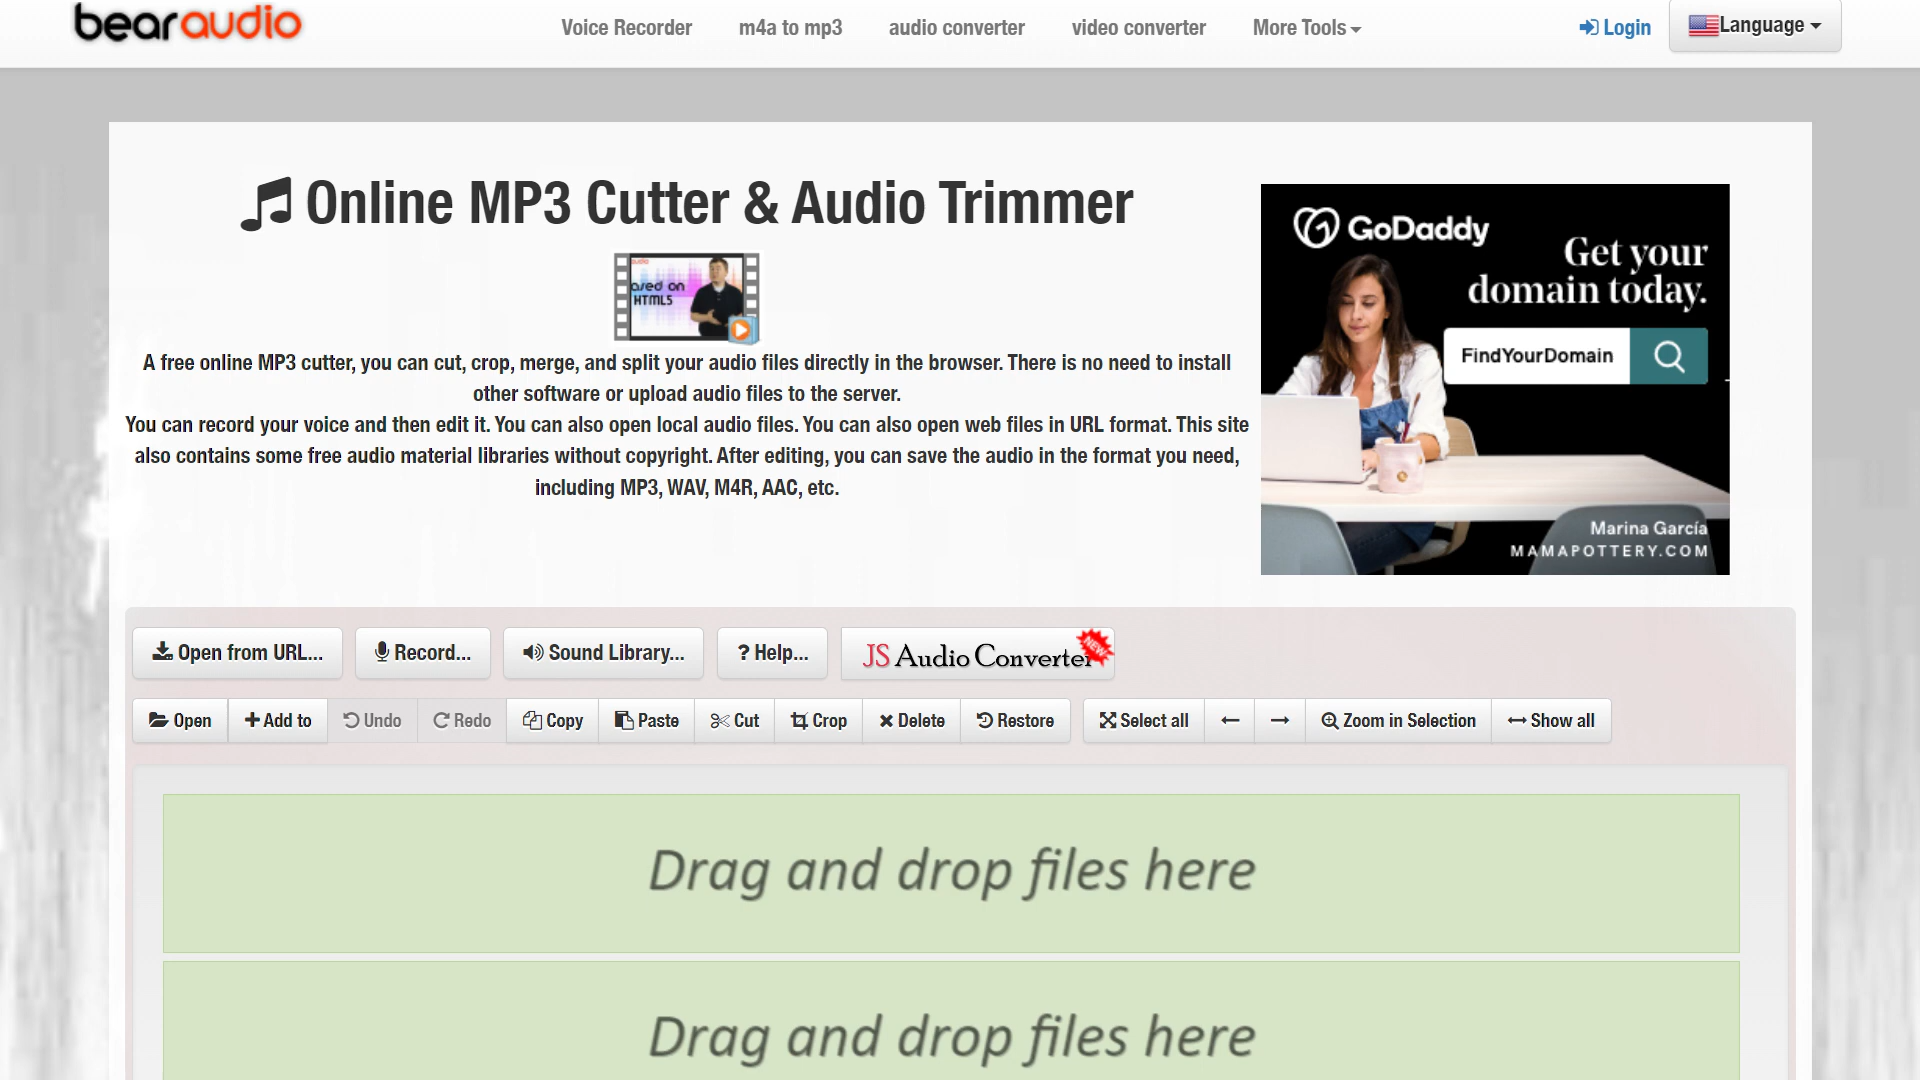 bearaudio
Voice Recorder
m4a to mp3
audio converter
video converter
More Tools
Login
Language
Online MP3 Cutter & Audio Trimmer
audio
ased on
HTML5
A free online MP3 cutter, you can cut, crop, merge, and split your audio files directly in the browser. There is no need to install
other software or upload audio files to the server.
You can record your voice and then edit it. You can also open local audio files. You can also open web files in URL format. This site
also contains some free audio material libraries without copyright. After editing, you can save the audio in the format you need,
including MP3, WAV, M4R, AAC, etc.
GoDaddy
Get your
domain today.
FindYourDomain
Marina García
MAMAPOTTERY.COM
Open from URL...
Record...
Sound Library...
? Help...
JS Audio Converter
NEW
Open
Add to
Undo
Redo
Copy
Paste
Cut
Crop
Delete
Restore
Select all
Zoom in Selection
Show all
Drag and drop files here
Drag and drop files here